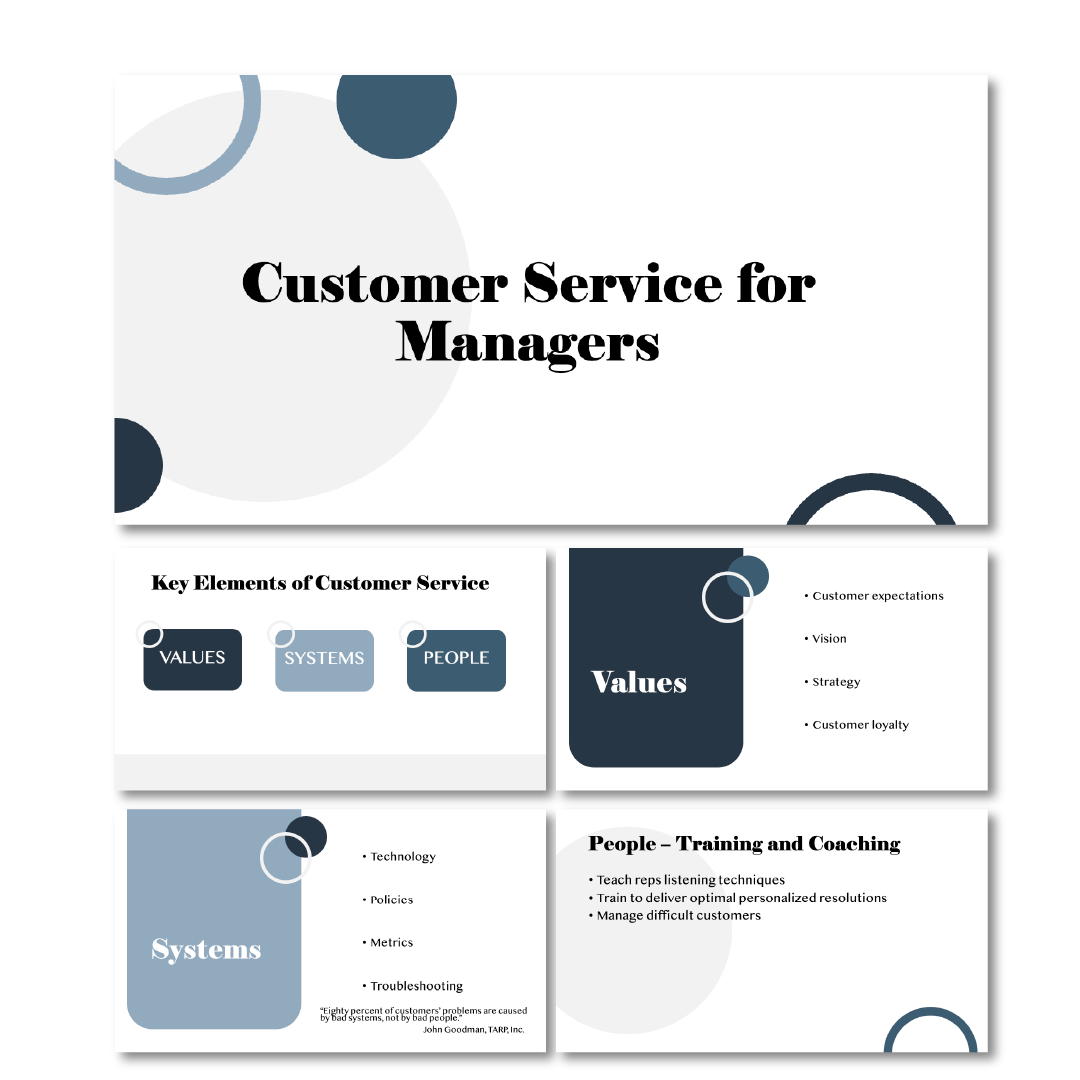 Customer Service for
Managers
Key Elements of Customer Service
VALUES
SYSTEMS
PEOPLE
Values
• Customer expectations
• Vision
• Strategy
• Customer loyalty
Systems
• Technology
• Policies
• Metrics
• Troubleshooting
“Eighty percent of customers’ problems are caused
by bad systems, not by bad people.”
John Goodman, TARP, Inc.
People – Training and Coaching
• Teach reps listening techniques
• Train to deliver optimal personalized resolutions
• Manage difficult customers